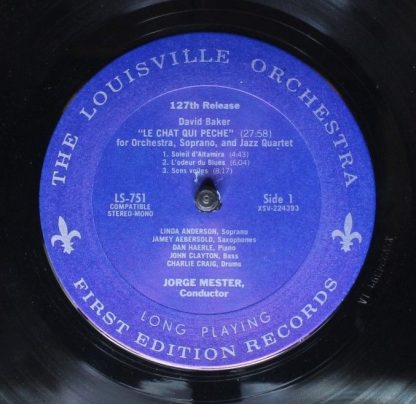 THE LOUISVILLE ORCHESTRA
127th Release
David Baker
"LE CHAT QUI PECHE" (27:58)
for Orchestra, Soprano, and Jazz Quartet
1. Soleil d'Altamira (4:43)
2. L'odeur du Blues (6:04)
3. Sons voiles (8:17)
LS-751
COMPATIBLE
STEREO-MONO
Side 1
XSV-224393
LINDA ANDERSON, Soprano
JAMEY AEBERSOLD, Saxophones
DAN HAERLE, Piano
JOHN CLAYTON, Bass
CHARLIE CRAIG, Drums
JORGE MESTER,
Conductor
LONG PLAYING
FIRST EDITION RECORDS